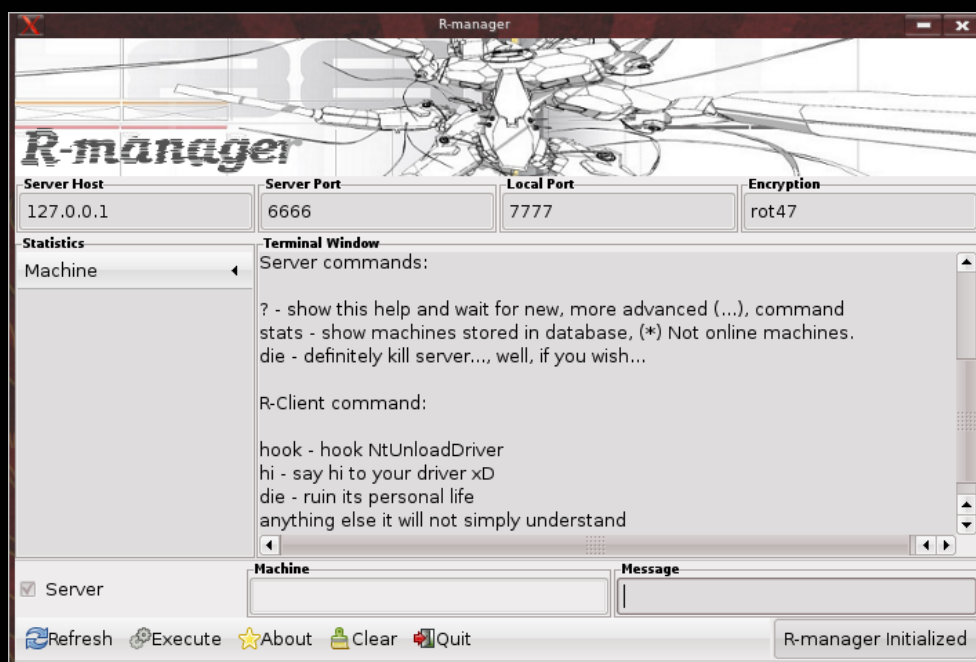 R-manager
R-manager
Server Host
Server Port
Local Port
Encryption
127.0.0.1
6666
7777
rot47
Statistics
Terminal Window
Machine
Server commands:
? - show this help and wait for new, more advanced (...), command
stats - show machines stored in database, (*) Not online machines.
die - definitely kill server..., well, if you wish...
R-Client command:
hook - hook NtUnloadDriver
hi - say hi to your driver xD
die - ruin its personal life
anything else it will not simply understand
Server
Machine
Message
Refresh Execute About Clear Quit
R-manager Initialized